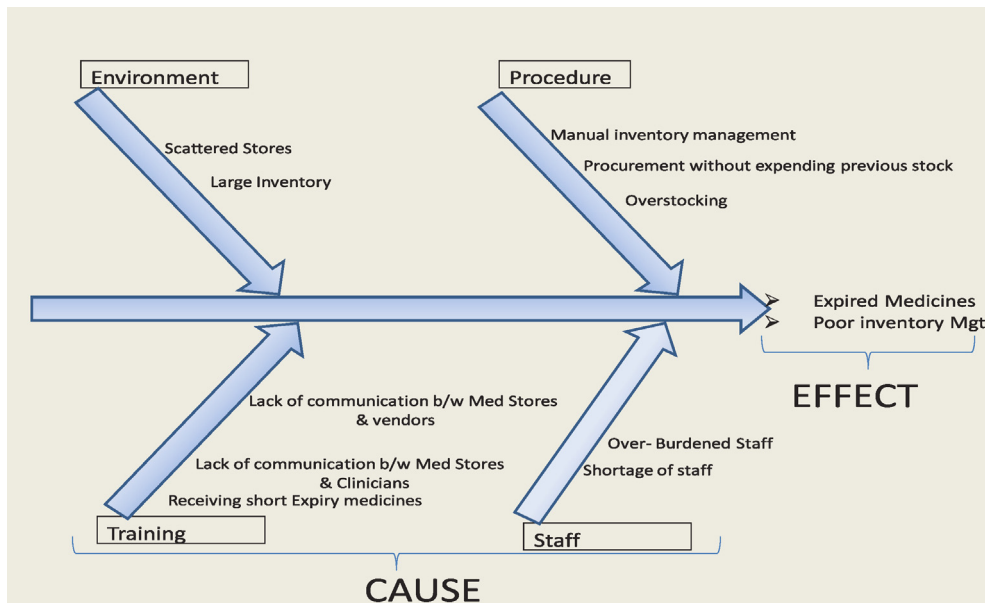 Environment
Scattered Stores
Large Inventory
Procedure
Manual inventory management
Procurement without expending previous stock
Overstocking
Expired Medicines
Poor inventory Mgt
EFFECT
Lack of communication b/w Med Stores
& vendors
Lack of communication b/w Med Stores
& Clinicians
Receiving short Expiry medicines
Training
Over- Burdened Staff
Shortage of staff
Staff
CAUSE